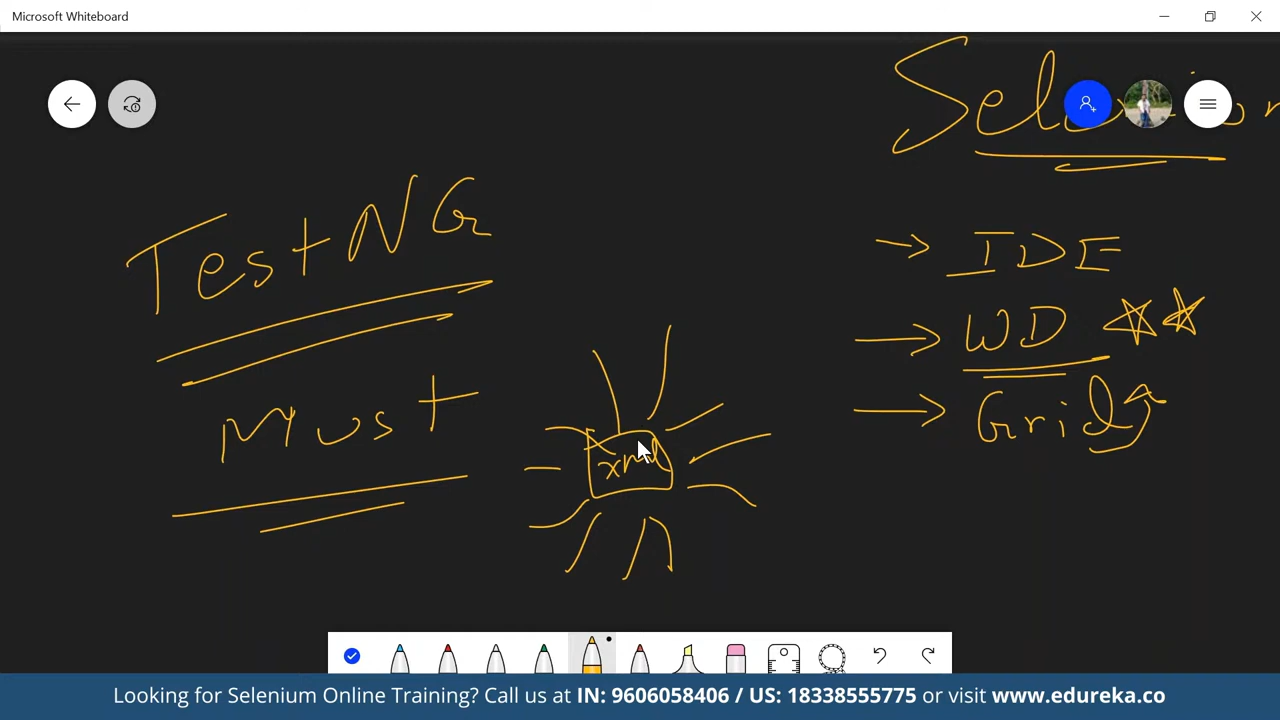 Microsoft Whiteboard
TestNG
Must
xml
IDE
WD
Grid
Looking for Selenium Online Training? Call us at IN: 9606058406 / US: 18338555775 or visit www.edureka.co